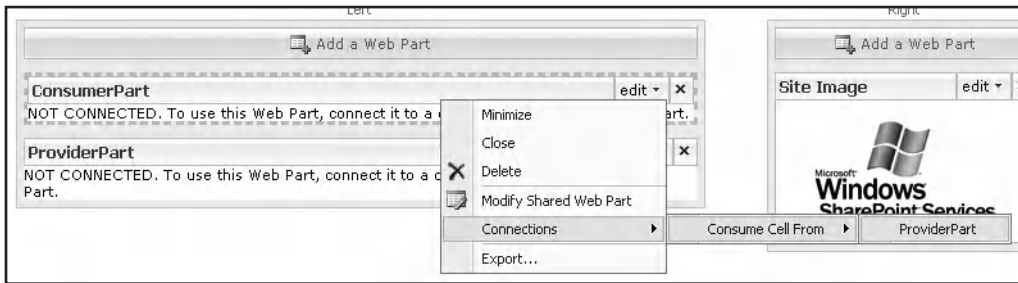 Left
Right
Add a Web Part
Add a Web Part
ConsumerPart
edit
x
NOT CONNECTED. To use this Web Part, connect it to a
art.
ProviderPart
x
NOT CONNECTED. To use this Web Part, connect it to a
Part.
Minimize
Close
Delete
Modify Shared Web Part
Connections
Export...
Consume Cell From
ProviderPart
Site Image
edit
Microsoft
Windows
SharePoint Services